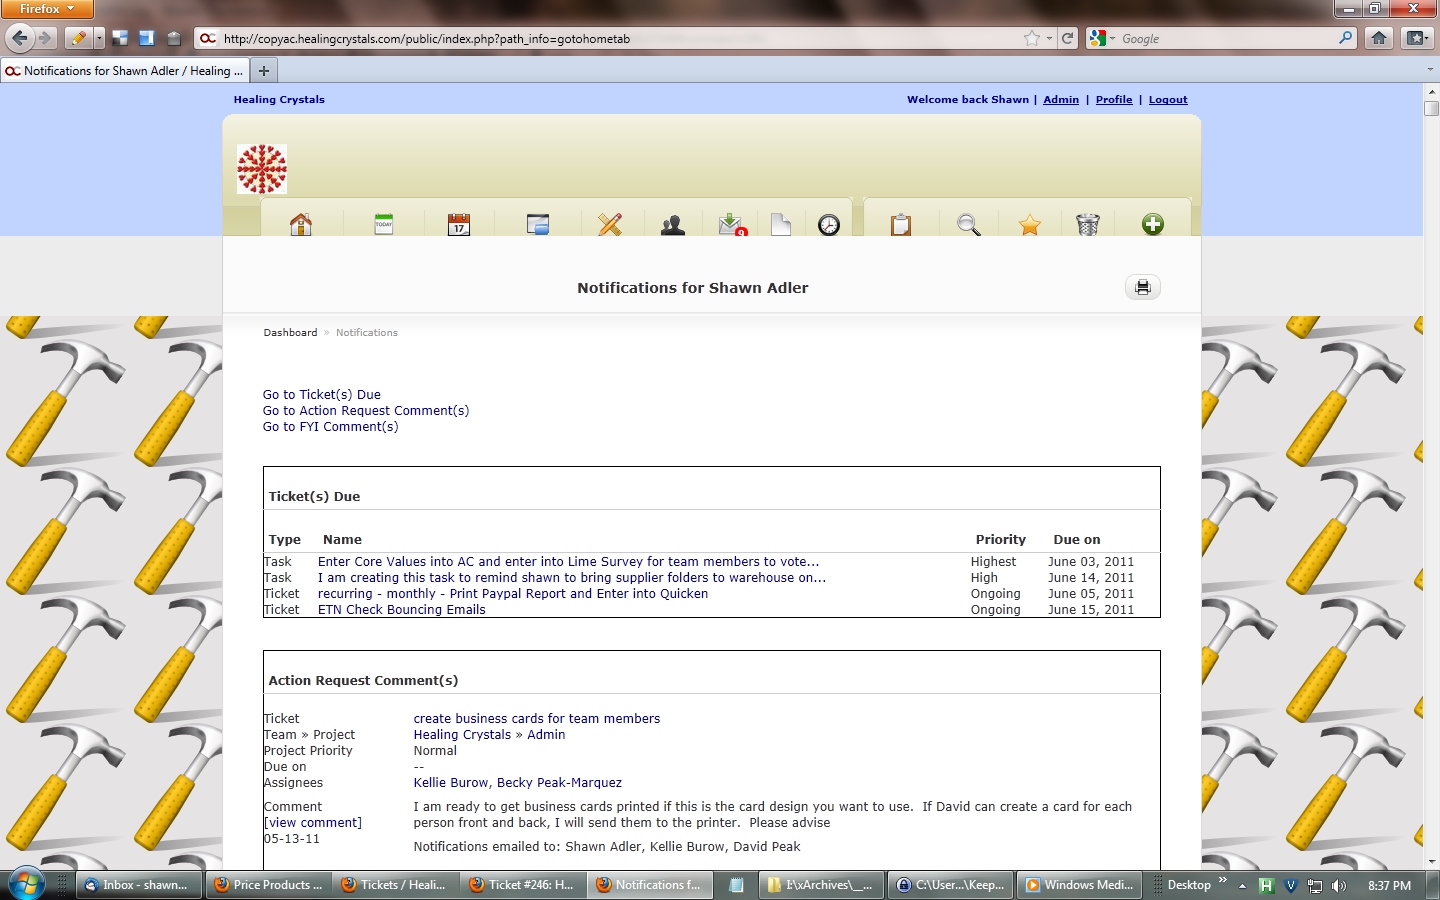 Firefox
http://copyac.healingcrystals.com/public/index.php?path_info=gotohometab
Google
Notifications for Shawn Adler / Healing ...
Healing Crystals
Welcome back Shawn | Admin | Profile | Logout
TODAY
17
9
Notifications for Shawn Adler
Dashboard » Notifications
Go to Ticket(s) Due
Go to Action Request Comment(s)
Go to FYI Comment(s)
Ticket(s) Due
Type Name Priority Due on
Task Enter Core Values into AC and enter into Lime Survey for team members to vote... Highest June 03, 2011
Task I am creating this task to remind shawn to bring supplier folders to warehouse on... High June 14, 2011
Ticket recurring - monthly - Print Paypal Report and Enter into Quicken Ongoing June 05, 2011
Ticket ETN Check Bouncing Emails Ongoing June 15, 2011
Action Request Comment(s)
Ticket create business cards for team members
Team » Project Healing Crystals » Admin
Project Priority Normal
Due on --
Assignees Kellie Burow, Becky Peak-Marquez
Comment I am ready to get business cards printed if this is the card design you want to use. If David can create a card for each
[view comment] person front and back, I will send them to the printer. Please advise
05-13-11
Notifications emailed to: Shawn Adler, Kellie Burow, David Peak
Inbox - shawn... Price Products ... Tickets / Heali... Ticket #246: H... Notifications f... I:\xArchives\__... C:\User...\Keep... Windows Medi... Desktop » 8:37 PM